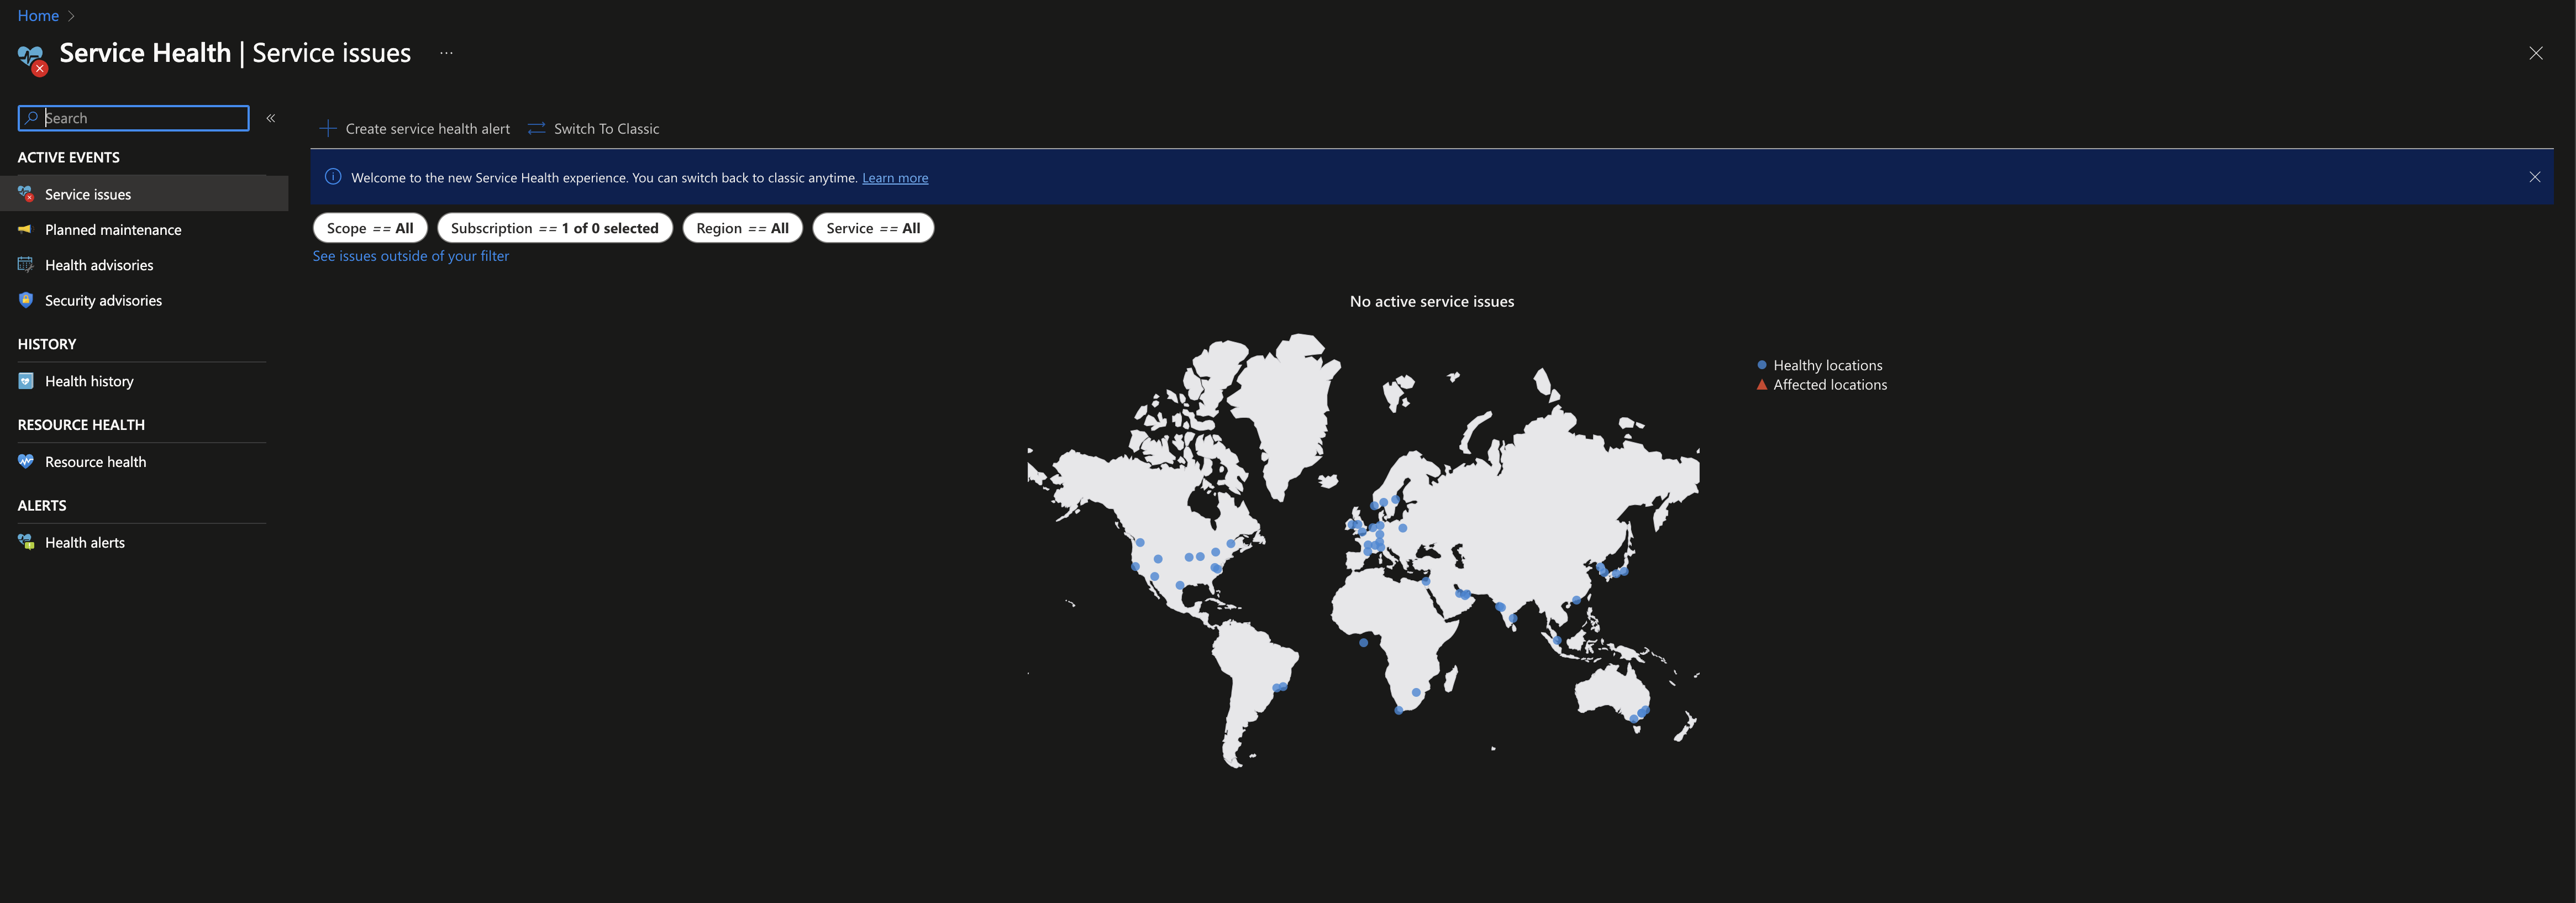 Home
Service Health | Service issues ...
Search
ACTIVE EVENTS
Service issues
Planned maintenance
Health advisories
Security advisories
HISTORY
Health history
RESOURCE HEALTH
Resource health
ALERTS
Health alerts
Create service health alert Switch To Classic
Welcome to the new Service Health experience. You can switch back to classic anytime. Learn more
Scope == All Subscription == 1 of 0 selected Region == All Service == All
See issues outside of your filter
No active service issues
Healthy locations
Affected locations